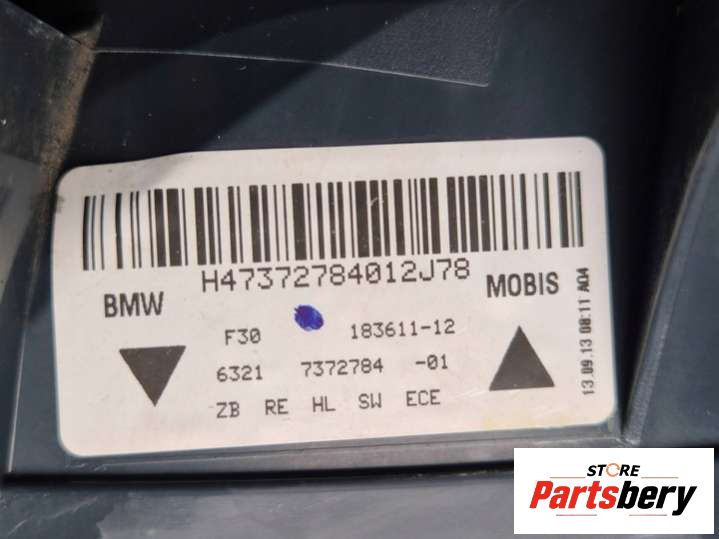 H47372784012J78
BMW
MOBIS
F30 183611-12
6321 7372784 -01
ZB RE HL SW ECE
13.09.13 08:11 A04
STORE
Partsbery